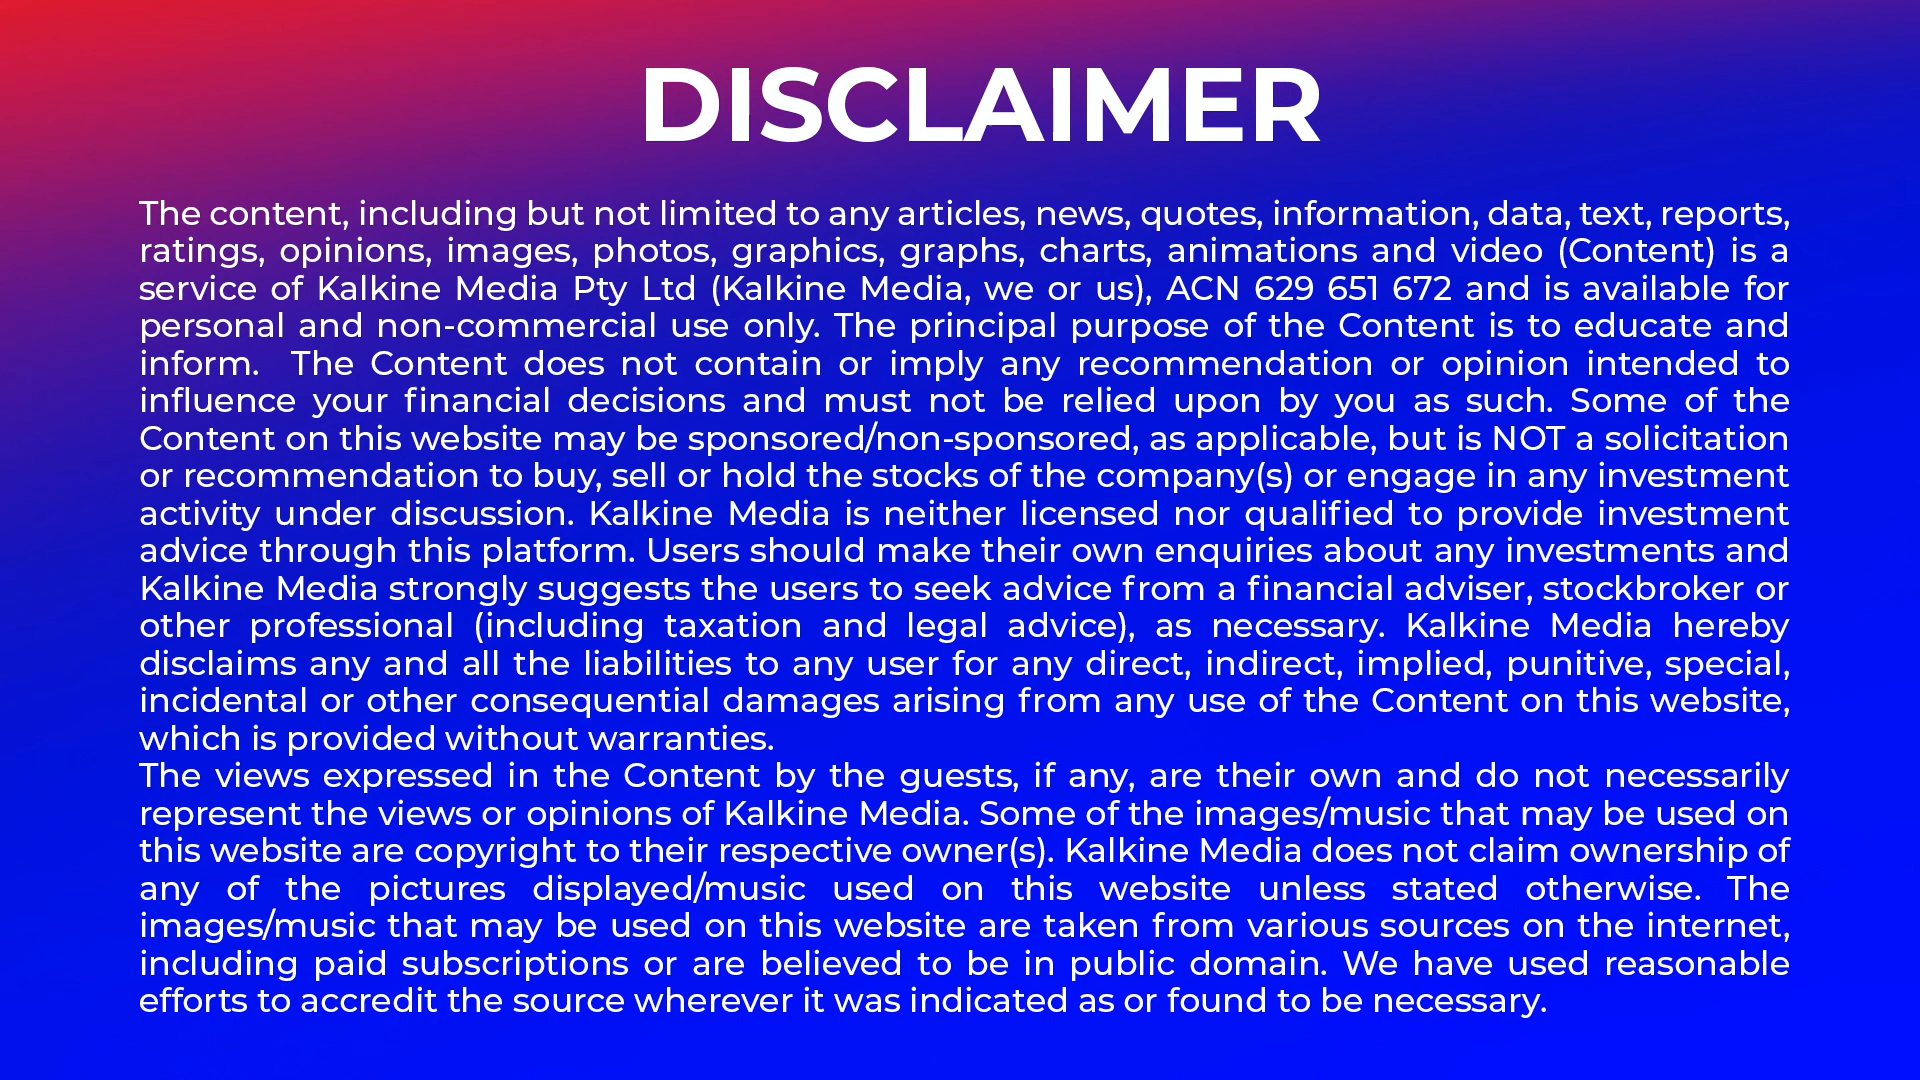 DISCLAIMER
The content, including but not limited to any articles, news, quotes, information, data, text, reports,
ratings, opinions, images, photos, graphics, graphs, charts, animations and video (Content) is a
service of Kalkine Media Pty Ltd (Kalkine Media, we or us), ACN 629 651 672 and is available for
personal and non-commercial use only. The principal purpose of the Content is to educate and
inform.  The Content does not contain or imply any recommendation or opinion intended to
influence your financial decisions and must not be relied upon by you as such. Some of the
Content on this website may be sponsored/non-sponsored, as applicable, but is NOT a solicitation
or recommendation to buy, sell or hold the stocks of the company(s) or engage in any investment
activity under discussion. Kalkine Media is neither licensed nor qualified to provide investment
advice through this platform. Users should make their own enquiries about any investments and
Kalkine Media strongly suggests the users to seek advice from a financial adviser, stockbroker or
other professional (including taxation and legal advice), as necessary. Kalkine Media hereby
disclaims any and all the liabilities to any user for any direct, indirect, implied, punitive, special,
incidental or other consequential damages arising from any use of the Content on this website,
which is provided without warranties.
The views expressed in the Content by the guests, if any, are their own and do not necessarily
represent the views or opinions of Kalkine Media. Some of the images/music that may be used on
this website are copyright to their respective owner(s). Kalkine Media does not claim ownership of
any of the pictures displayed/music used on this website unless stated otherwise. The
images/music that may be used on this website are taken from various sources on the internet,
including paid subscriptions or are believed to be in public domain. We have used reasonable
efforts to accredit the source wherever it was indicated as or found to be necessary.